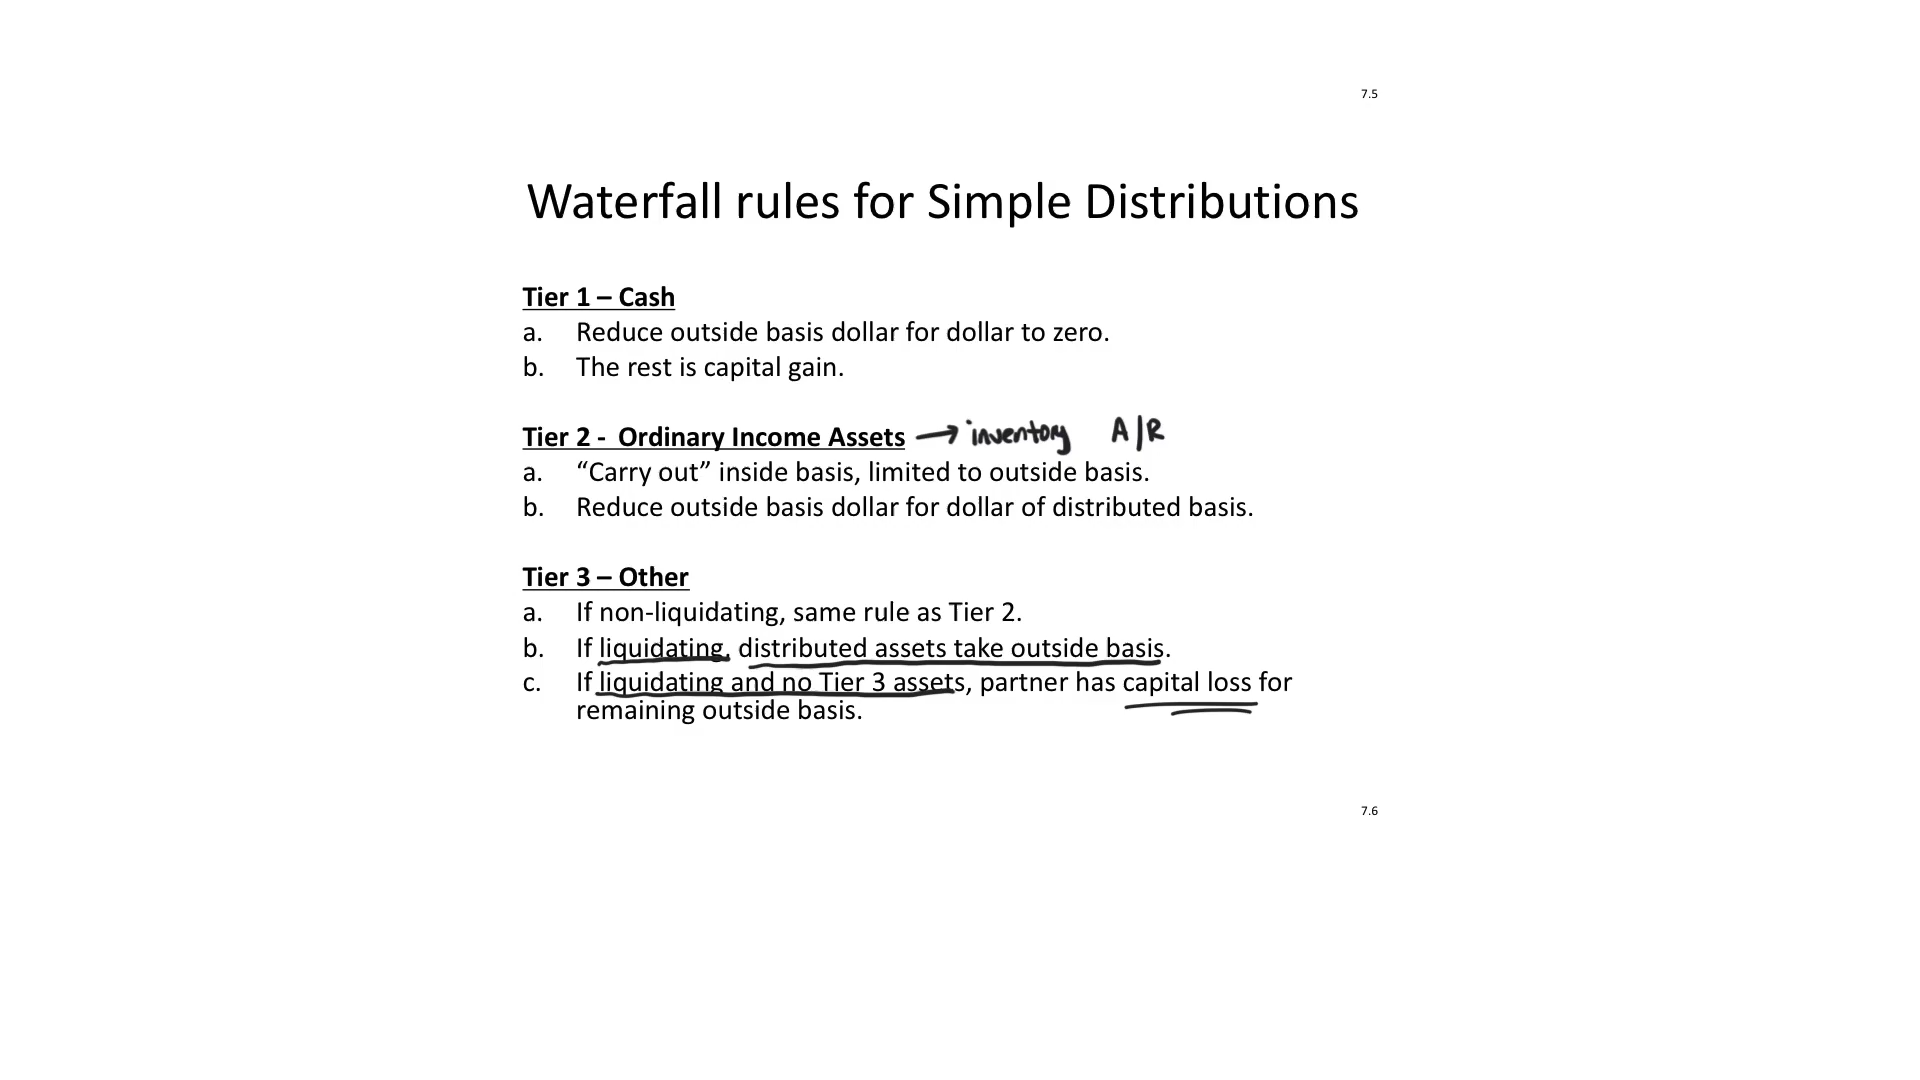 7.5
Waterfall rules for Simple Distributions
Tier 1 – Cash
a. Reduce outside basis dollar for dollar to zero.
b. The rest is capital gain.
Tier 2 - Ordinary Income Assets → inventory A/R
a. “Carry out” inside basis, limited to outside basis.
b. Reduce outside basis dollar for dollar of distributed basis.
Tier 3 – Other
a. If non-liquidating, same rule as Tier 2.
b. If liquidating, distributed assets take outside basis.
c. If liquidating and no Tier 3 assets, partner has capital loss for
remaining outside basis.
7.6